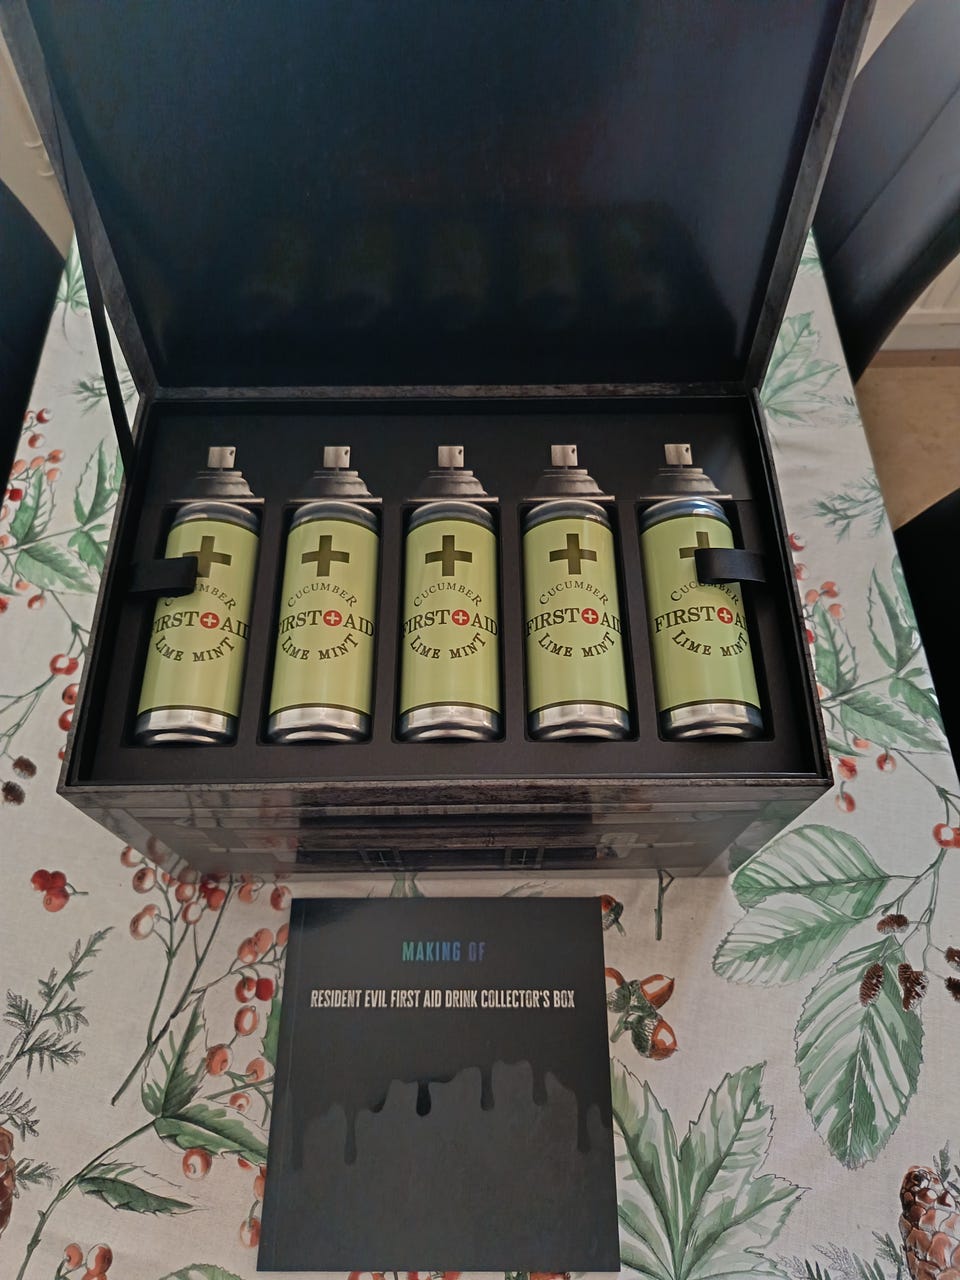 CUCUMBER
FIRST AID
LIME MINT
CUCUMBER
FIRST AID
LIME MINT
CUCUMBER
FIRST AID
LIME MINT
CUCUMBER
FIRST AID
LIME MINT
CUCUMBER
FIRST AID
LIME MINT
MAKING OF
RESIDENT EVIL FIRST AID DRINK COLLECTOR'S BOX